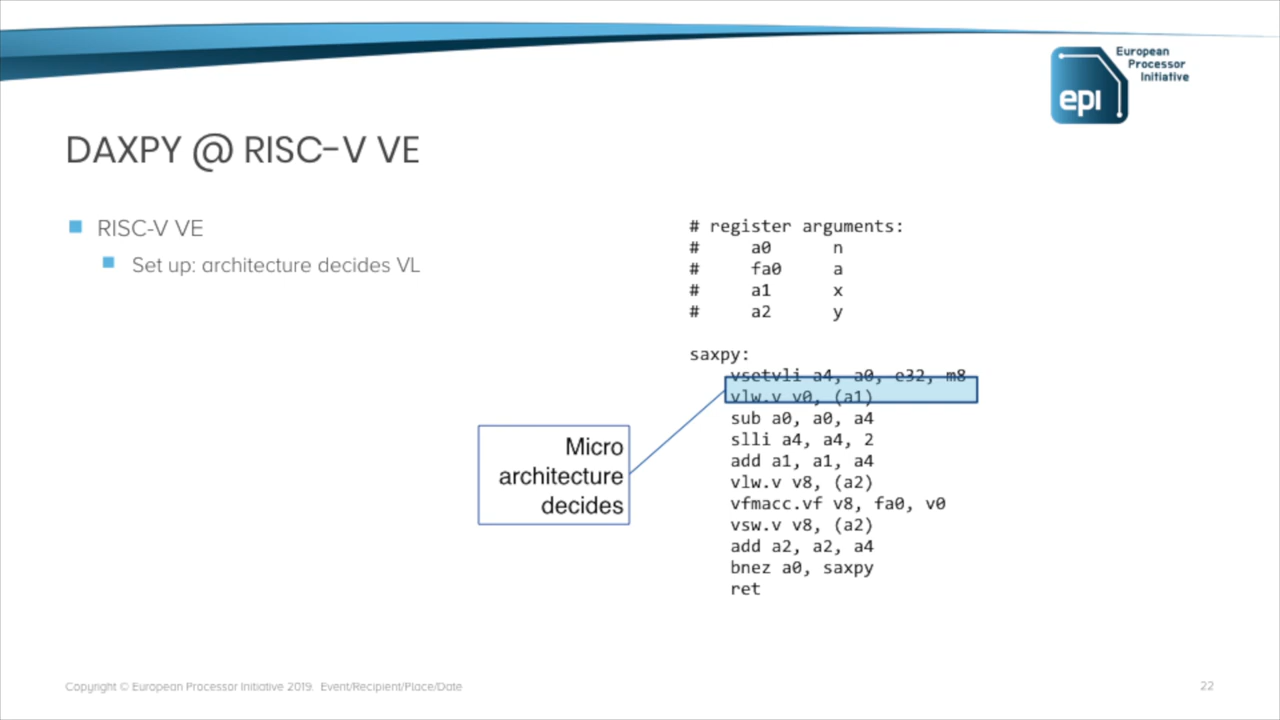 European
Processor
Initiative
epi
DAXPY @ RISC-V VE
RISC-V VE
Set up: architecture decides VL
# register arguments:
# a0 n
# fa0 a
# a1 x
# a2 y
saxpy:
vsetvli a4, a0, e32, m8
vlw.v v0, (a1)
sub a0, a0, a4
slli a4, a4, 2
add a1, a1, a4
vlw.v v8, (a2)
vfmacc.vf v8, fa0, v0
vsw.v v8, (a2)
add a2, a2, a4
bnez a0, saxpy
ret
Micro
architecture
decides
Copyright © European Processor Initiative 2019. Event/Recipient/Place/Date
22